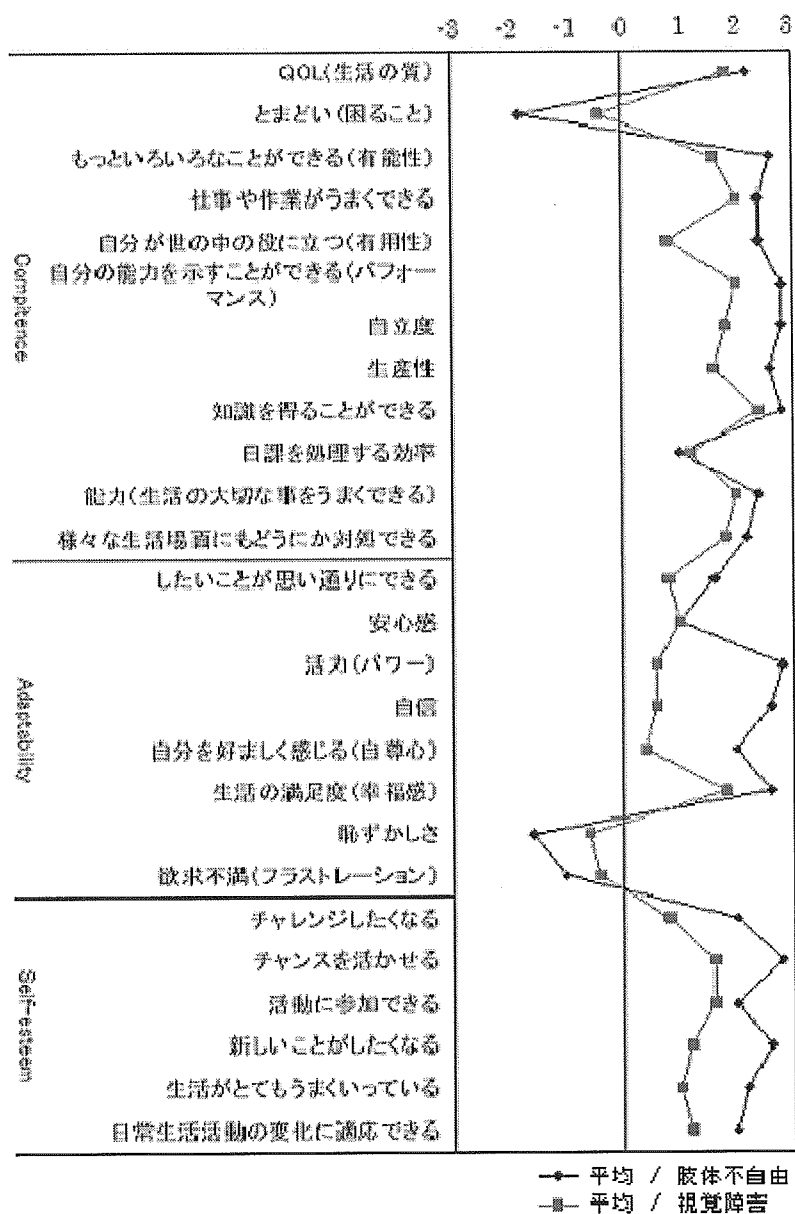 -3 -2 -1 0 1 2 3
QOL(生活の質)
とまどい(困ること)
もっといろいろなことができる(有能性)
仕事や作業がうまくできる
自分が世の中の役に立つ(有用性)
自分の能力を示すことができる(パフォー
マンス)
自立度
生産性
知識を得ることができる
日課を処理する効率
能力(生活の大切な事をうまくできる)
様々な生活場面にもどうにか対処できる
Compitence
したいことが思い通りにできる
安心感
活力(パワー)
自信
自分を好ましく感じる(自尊心)
生活の満足度(幸福感)
恥ずかしさ
欲求不満(フラストレーション)
Adaptability
チャレンジしたくなる
チャンスを活かせる
活動に参加できる
新しいことがしたくなる
生活がとてもうまくいっている
日常生活活動の変化に適応できる
Self-esteem
平均 / 肢体不自由
平均 / 視覚障害